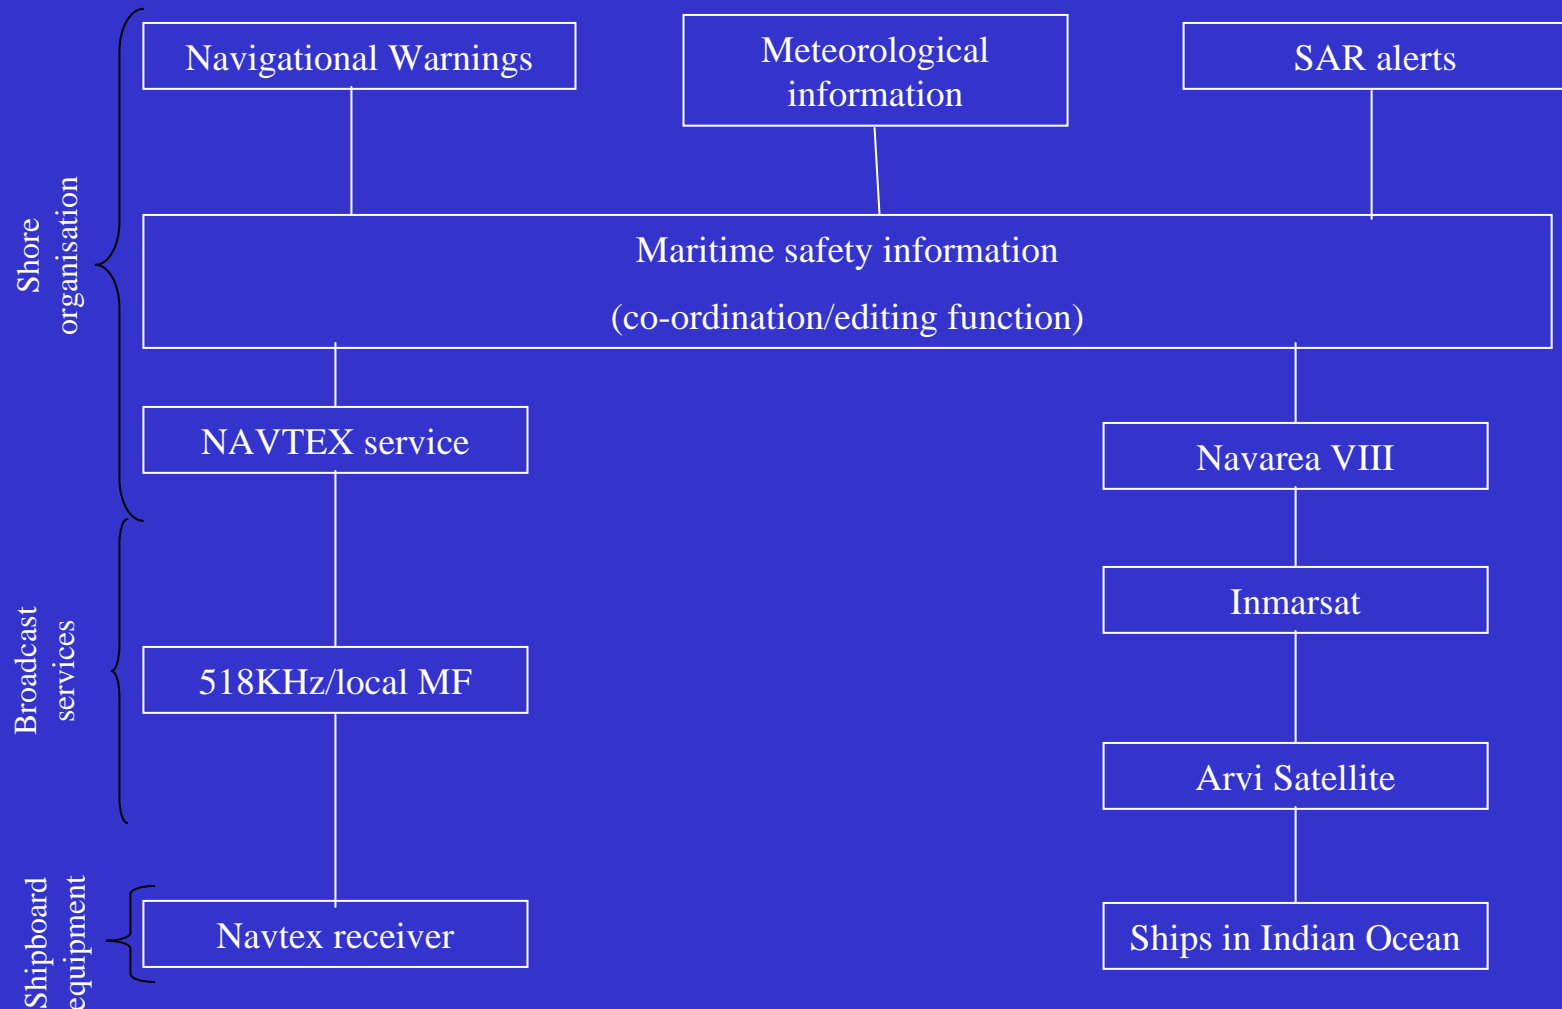 Navigational Warnings
Meteorological
information
SAR alerts
Shore
organisation
Maritime safety information
(co-ordination/editing function)
NAVTEX service
Navarea VIII
Broadcast
services
Inmarsat
518KHz/local MF
Arvi Satellite
Shipboard
equipment
Navtex receiver
Ships in Indian Ocean